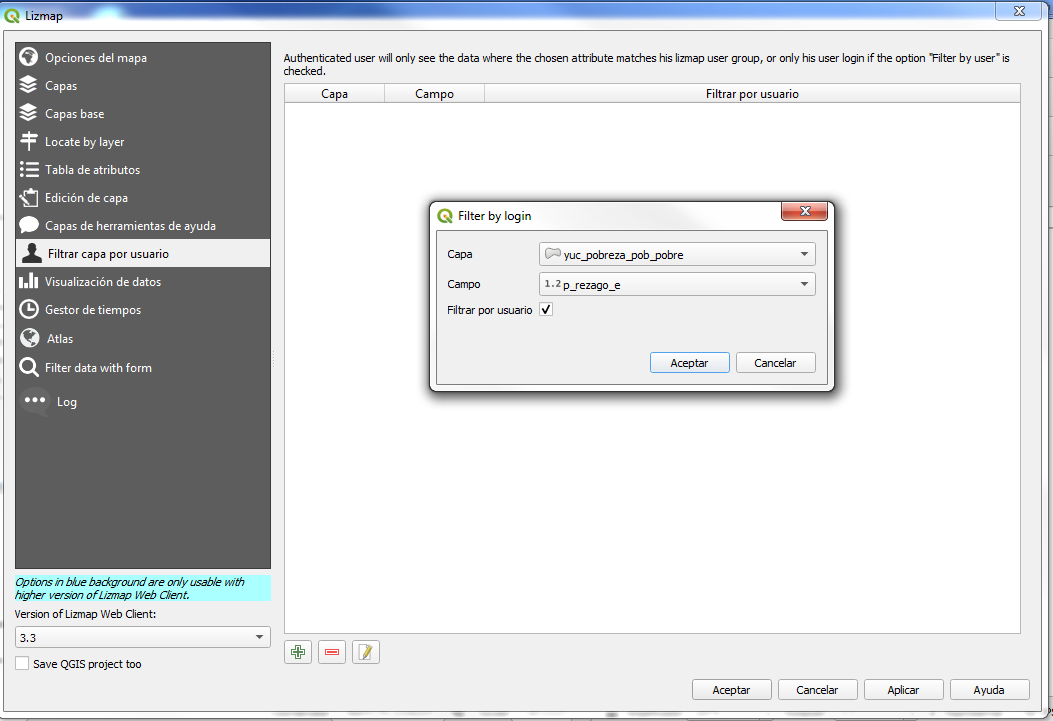 Lizmap
Opciones del mapa
Capas
Capas base
Locate by layer
Tabla de atributos
Edición de capa
Capas de herramientas de ayuda
Filtrar capa por usuario
Visualización de datos
Gestor de tiempos
Atlas
Filter data with form
Log
Options in blue background are only usable with
higher version of Lizmap Web Client.
Version of Lizmap Web Client:
3.3
Save QGIS project too
Authenticated user will only see the data where the chosen attribute matches his lizmap user group, or only his user login if the option "Filter by user" is
checked.
Capa Campo Filtrar por usuario
Filter by login
Capa yuc_pobreza_pob_pobre
Campo 1.2 p_rezago_e
Filtrar por usuario
Aceptar Cancelar
Aceptar Cancelar Aplicar Ayuda